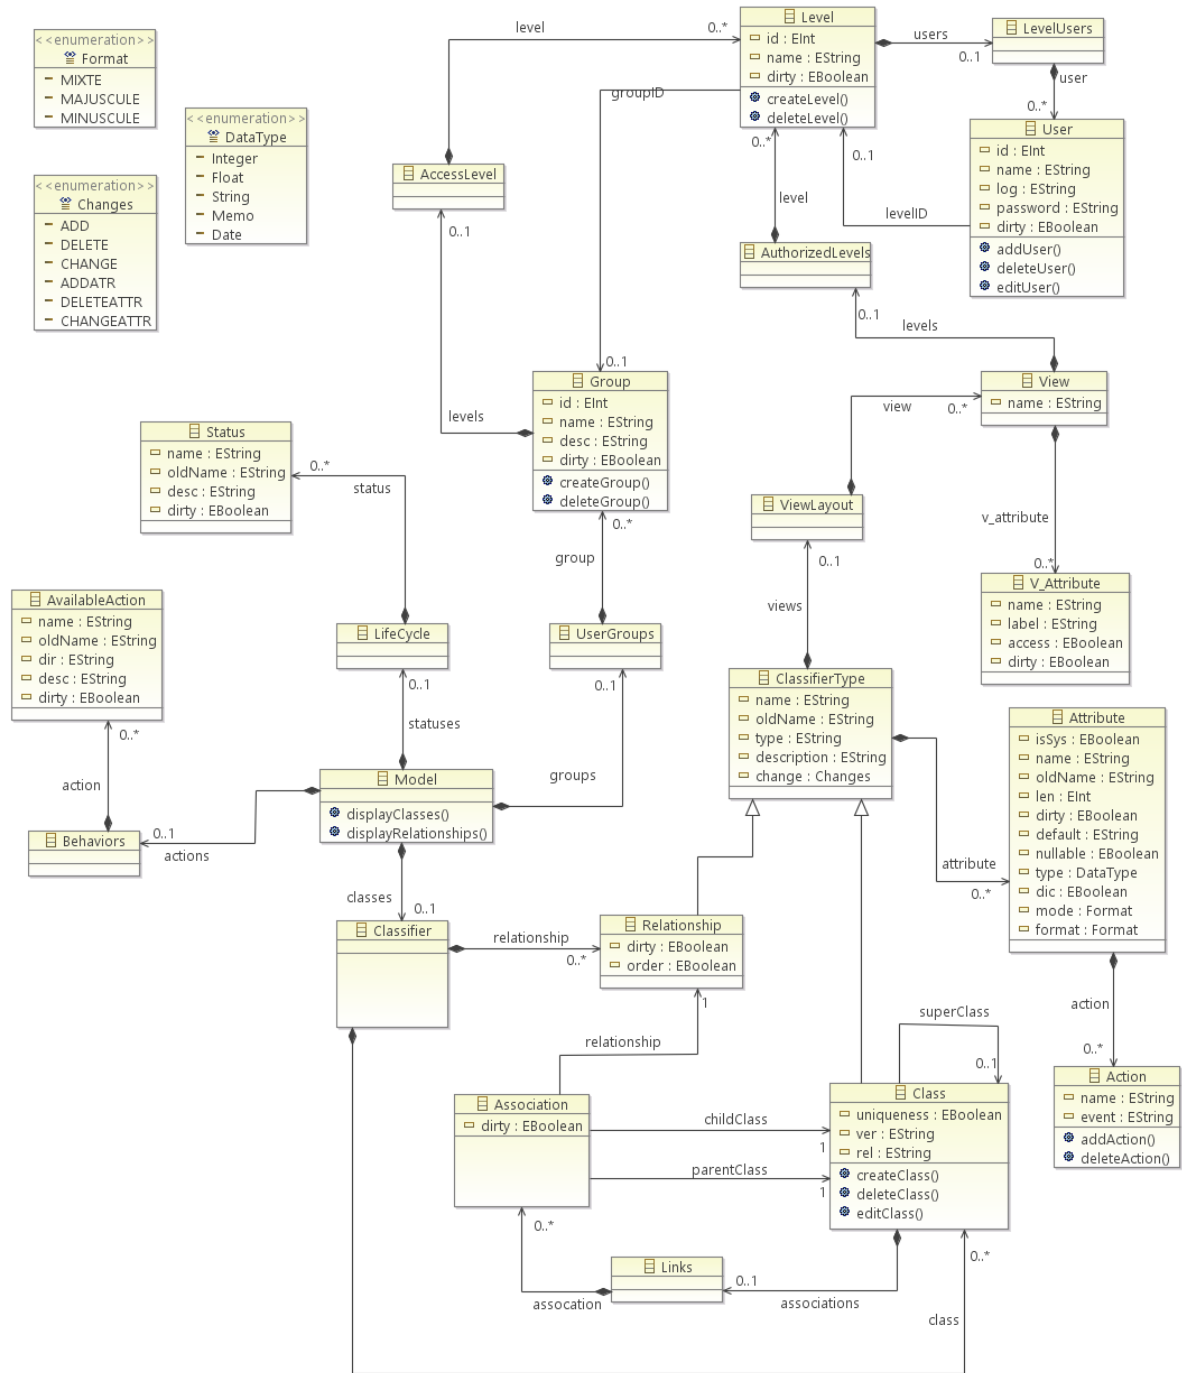 <<enumeration>>
Format
MIXTE
MAJUSCULE
MINUSCULE
<<enumeration>>
DataType
Integer
Float
String
Memo
Date
<<enumeration>>
Changes
ADD
DELETE
CHANGE
ADDATR
DELETEATTR
CHANGEATTR
level
0..*
Level
id : EInt
name : EString
dirty : EBoolean
createLevel()
deleteLevel()
users
0..1
LevelUsers
user
0..*
User
id : EInt
name : EString
log : EString
password : EString
dirty : EBoolean
addUser()
deleteUser()
editUser()
groupID
0..*
0..1
levelID
level
AccessLevel
0..1
AuthorizedLevels
0..1
levels
0..1
Group
id : EInt
name : EString
desc : EString
dirty : EBoolean
createGroup()
deleteGroup()
levels
View
name : EString
view
0..*
Status
name : EString
oldName : EString
desc : EString
dirty : EBoolean
0..*
status
ViewLayout
0..1
v_attribute
0..*
V_Attribute
name : EString
label : EString
access : EBoolean
dirty : EBoolean
0..*
group
views
AvailableAction
name : EString
oldName : EString
dir : EString
desc : EString
dirty : EBoolean
0..*
action
LifeCycle
0..1
statuses
UserGroups
0..1
groups
ClassifierType
name : EString
oldName : EString
type : EString
description : EString
change : Changes
Attribute
isSys : EBoolean
name : EString
oldName : EString
len : EInt
dirty : EBoolean
default : EString
nullable : EBoolean
type : DataType
dic : EBoolean
mode : Format
format : Format
attribute
0..*
Model
displayClasses()
displayRelationships()
Behaviors
0..1
actions
classes
0..1
Classifier
relationship
0..*
Relationship
dirty : EBoolean
order : EBoolean
1
relationship
action
0..*
Action
name : EString
event : EString
addAction()
deleteAction()
superClass
0..1
Class
uniqueness : EBoolean
ver : EString
rel : EString
createClass()
deleteClass()
editClass()
Association
dirty : EBoolean
childClass
1
parentClass
1
0..*
Links
0..1
assocation
associations
0..*
class